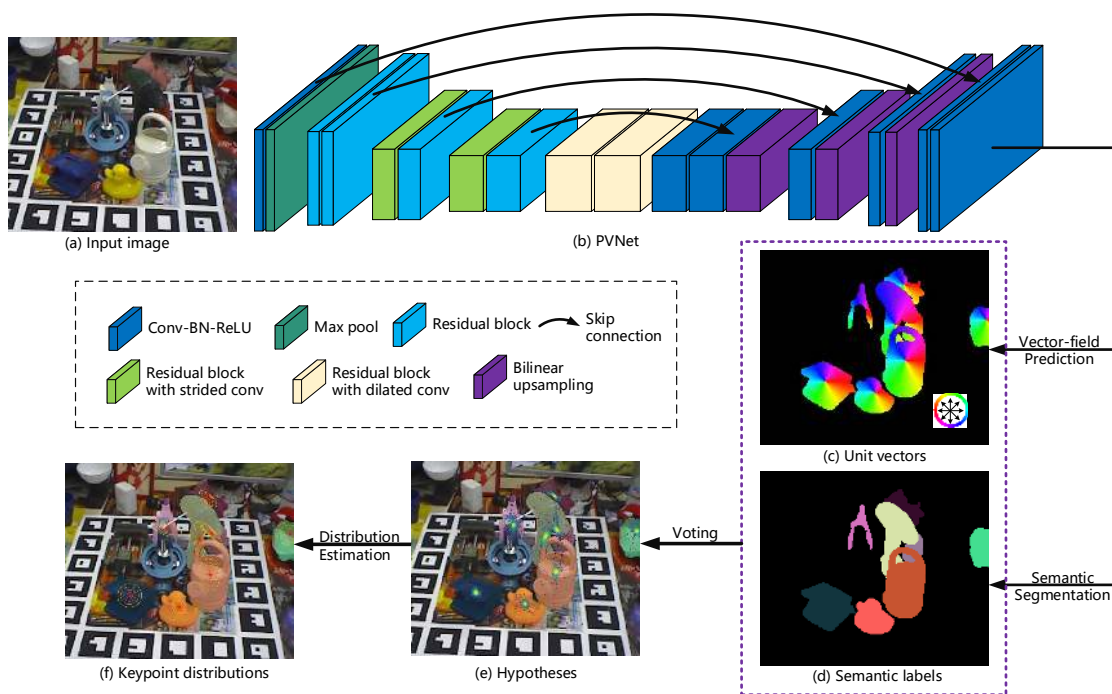 (a) Input image
(b) PVNet
Conv-BN-ReLU
Max pool
Residual block
Skip
connection
Residual block
with strided conv
Residual block
with dilated conv
Bilinear
upsampling
Vector-field
Prediction
(c) Unit vectors
Semantic
Segmentation
(d) Semantic labels
Voting
(e) Hypotheses
Distribution
Estimation
(f) Keypoint distributions